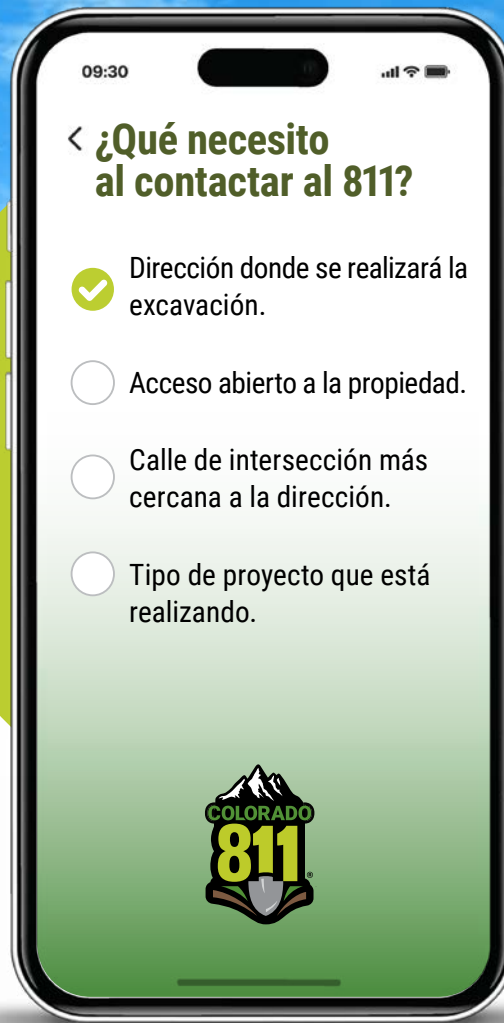 09:30
¿Qué necesito
al contactar al 811?
Dirección donde se realizará la
excavación.
Acceso abierto a la propiedad.
Calle de intersección más
cercana a la dirección.
Tipo de proyecto que está
realizando.
COLORADO
811
®